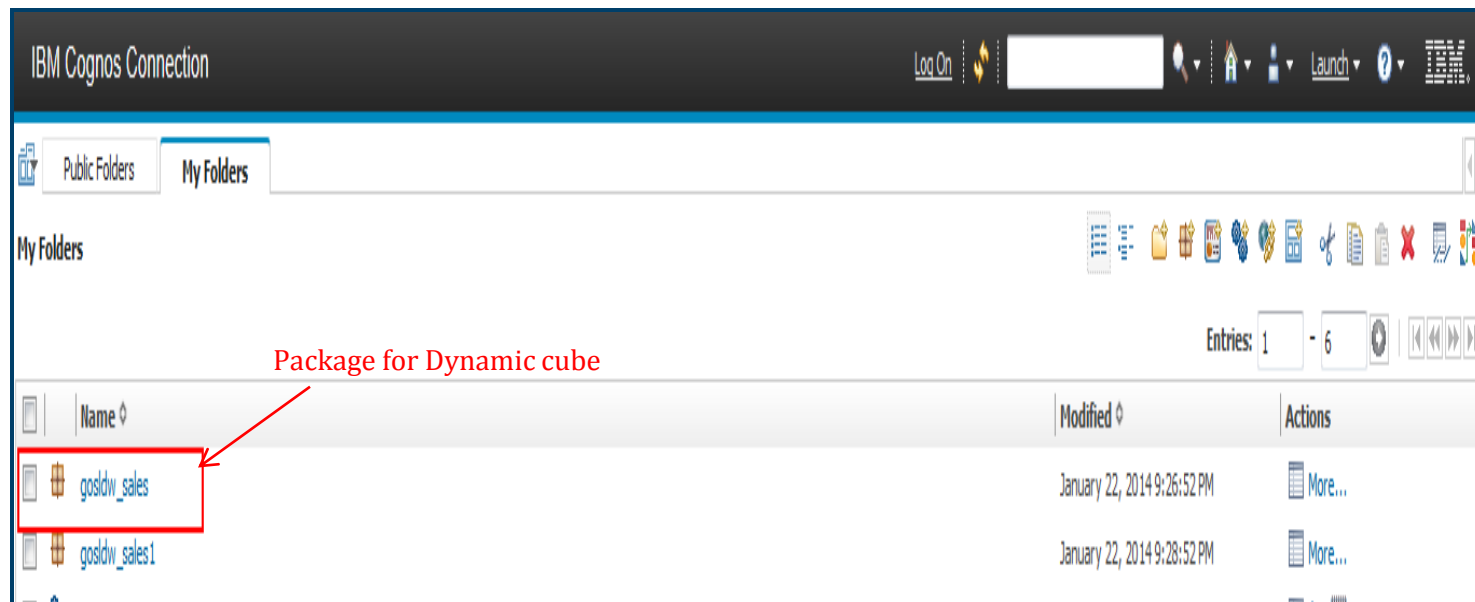 IBM Cognos Connection Log On Launch IBM.
Public Folders My Folders
My Folders
Entries: 1 - 6
Package for Dynamic cube
Name Modified Actions
gosldw_sales January 22, 2014 9:26:52 PM More...
gosldw_sales1 January 22, 2014 9:28:52 PM More...